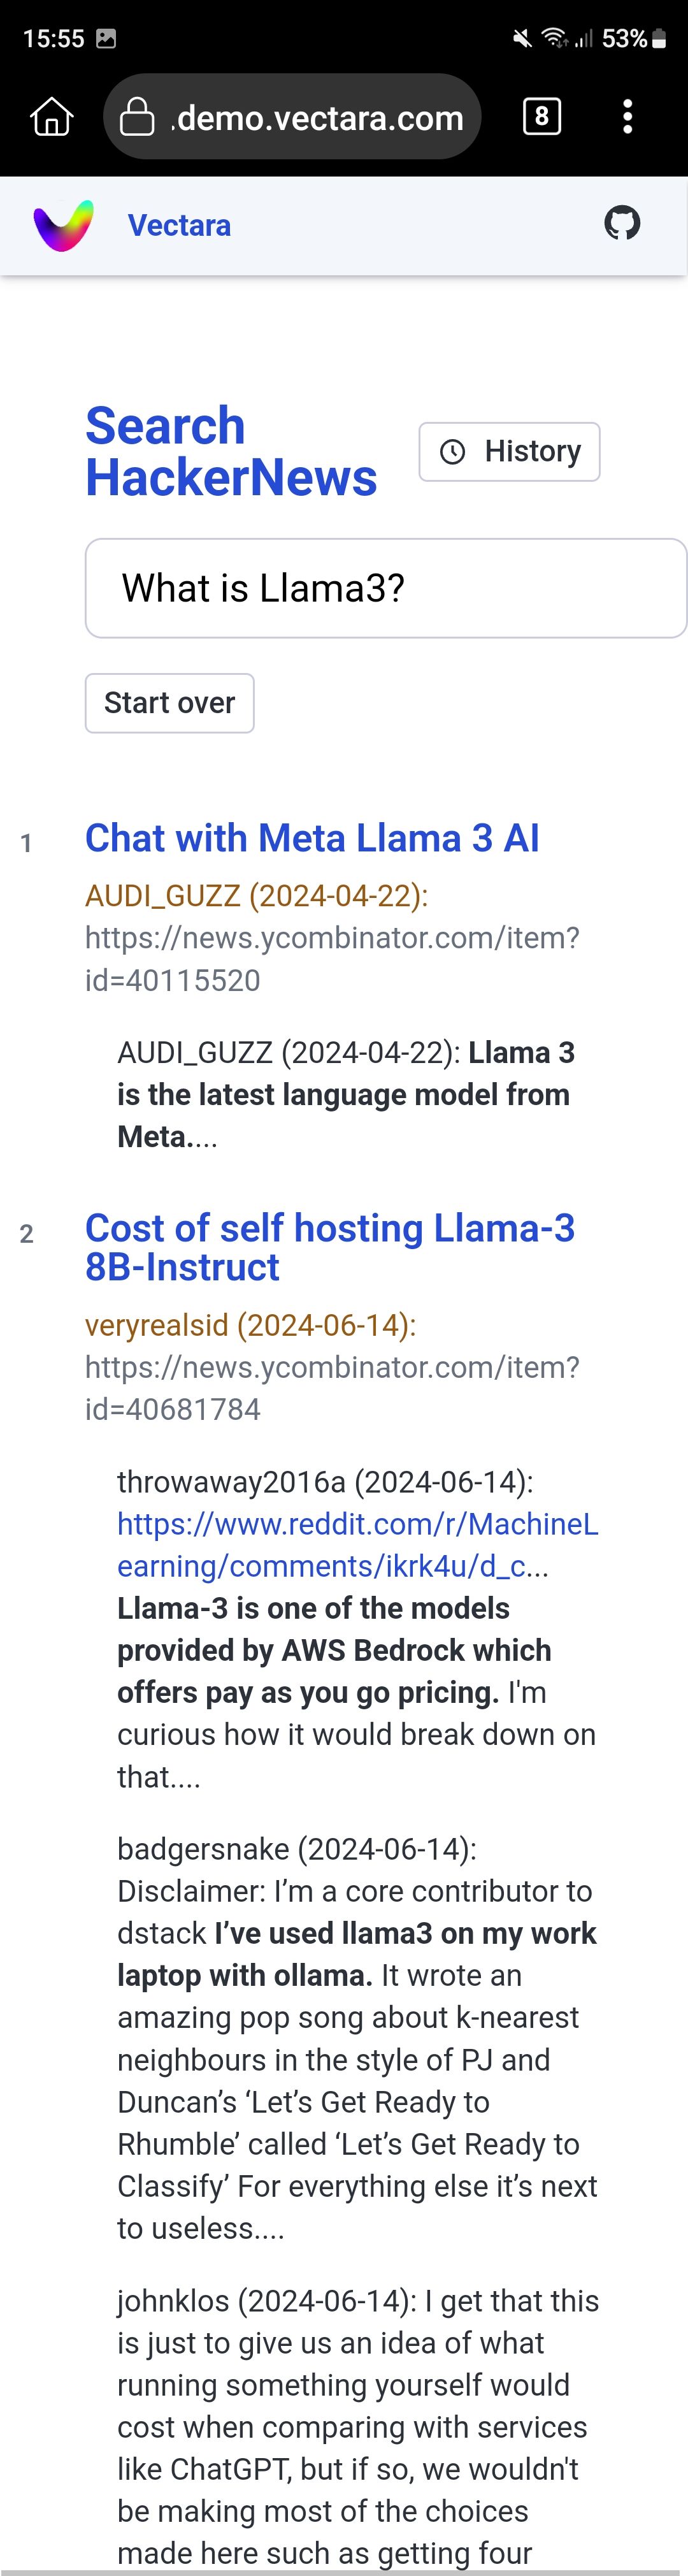 15:55
53%
.demo.vectara.com
8
Vectara
Search
HackerNews
History
What is Llama3?
Start over
1
Chat with Meta Llama 3 AI
AUDI_GUZZ (2024-04-22):
https://news.ycombinator.com/item?
id=40115520
AUDI_GUZZ (2024-04-22): Llama 3
is the latest language model from
Meta....
2
Cost of self hosting Llama-3
8B-Instruct
veryrealsid (2024-06-14):
https://news.ycombinator.com/item?
id=40681784
throwaway2016a (2024-06-14):
https://www.reddit.com/r/MachineL
earning/comments/ikrk4u/d_c...
Llama-3 is one of the models
provided by AWS Bedrock which
offers pay as you go pricing. I'm
curious how it would break down on
that....
badgersnake (2024-06-14):
Disclaimer: I’m a core contributor to
dstack I’ve used llama3 on my work
laptop with ollama. It wrote an
amazing pop song about k-nearest
neighbours in the style of PJ and
Duncan’s ‘Let’s Get Ready to
Rhumble’ called ‘Let’s Get Ready to
Classify’ For everything else it’s next
to useless....
johnklos (2024-06-14): I get that this
is just to give us an idea of what
running something yourself would
cost when comparing with services
like ChatGPT, but if so, we wouldn't
be making most of the choices
made here such as getting four